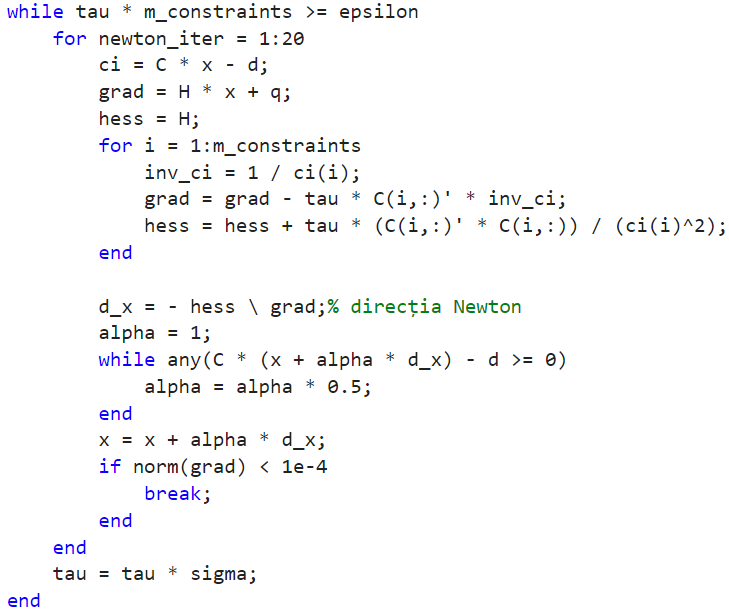 while tau * m_constraints >= epsilon
    for newton_iter = 1:20
        ci = C * x - d;
        grad = H * x + q;
        hess = H;
        for i = 1:m_constraints
            inv_ci = 1 / ci(i);
            grad = grad - tau * C(i,:)' * inv_ci;
            hess = hess + tau * (C(i,:)' * C(i,:)) / (ci(i)^2);
        end

        d_x = - hess \ grad;% direcția Newton
        alpha = 1;
        while any(C * (x + alpha * d_x) - d >= 0)
            alpha = alpha * 0.5;
        end
        x = x + alpha * d_x;
        if norm(grad) < 1e-4
            break;
        end
    end
    tau = tau * sigma;
end